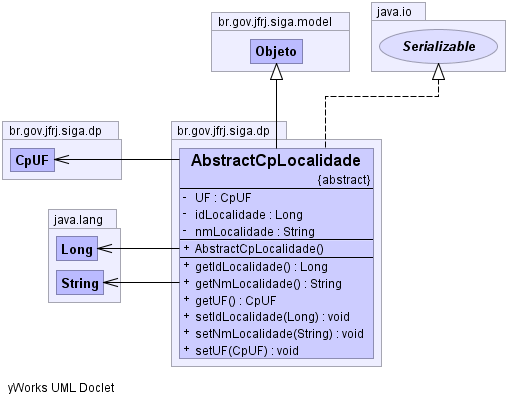 br.gov.jfrj.siga.model
Objeto
java.io
Serializable
br.gov.jfrj.siga.dp
CpUF
br.gov.jfrj.siga.dp
AbstractCpLocalidade
{abstract}
- UF : CpUF
- idLocalidade : Long
- nmLocalidade : String
+ AbstractCpLocalidade()
+ getIdLocalidade() : Long
+ getNmLocalidade() : String
+ getUF() : CpUF
+ setIdLocalidade(Long) : void
+ setNmLocalidade(String) : void
+ setUF(CpUF) : void
java.lang
Long
String
yWorks UML Doclet